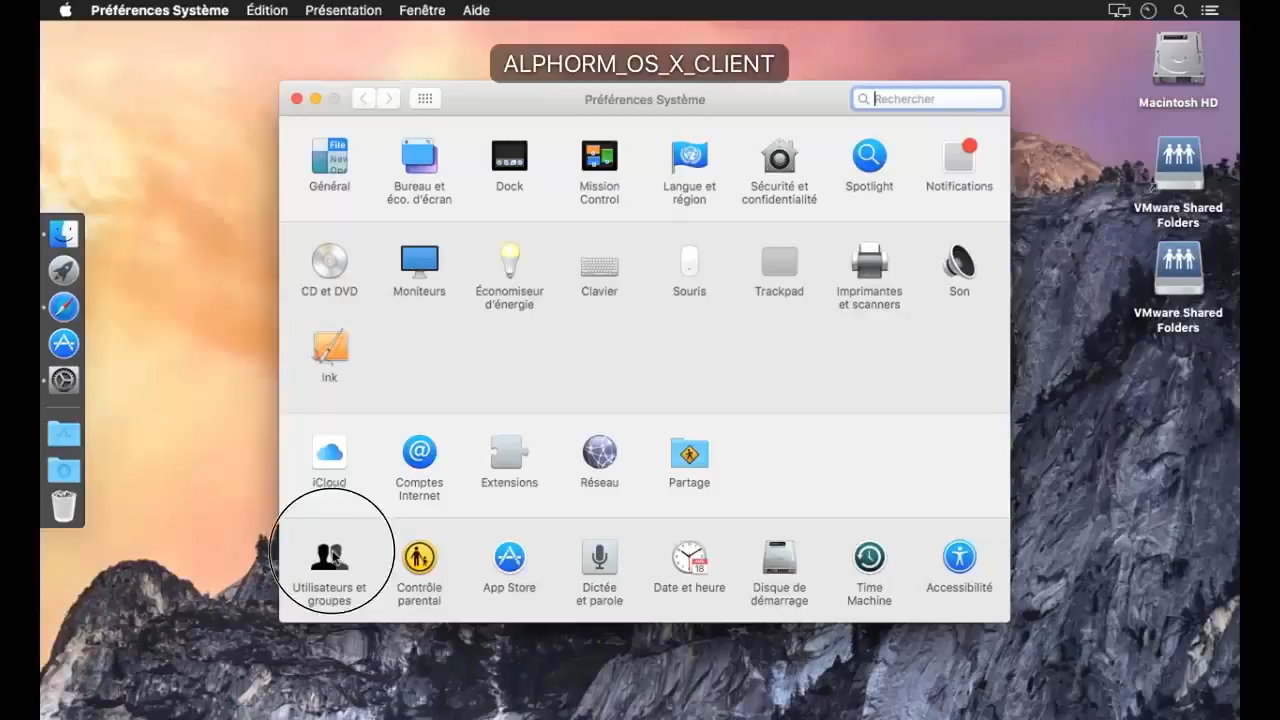 Préférences Système Édition Présentation Fenêtre Aide
ALPHORM_OS_X_CLIENT
Préférences Système
Rechercher
Macintosh HD
VMware Shared
Folders
VMware Shared
Folders
Général
Bureau et
éco. d'écran
Dock
Mission
Control
Langue et
région
Sécurité et
confidentialité
Spotlight
Notifications
CD et DVD
Moniteurs
Économiseur
d'énergie
Clavier
Souris
Trackpad
Imprimantes
et scanners
Son
Ink
iCloud
Comptes
Internet
Extensions
Réseau
Partage
Utilisateurs et
groupes
Contrôle
parental
App Store
Dictée
et parole
Date et heure
Disque de
démarrage
Time
Machine
Accessibilité